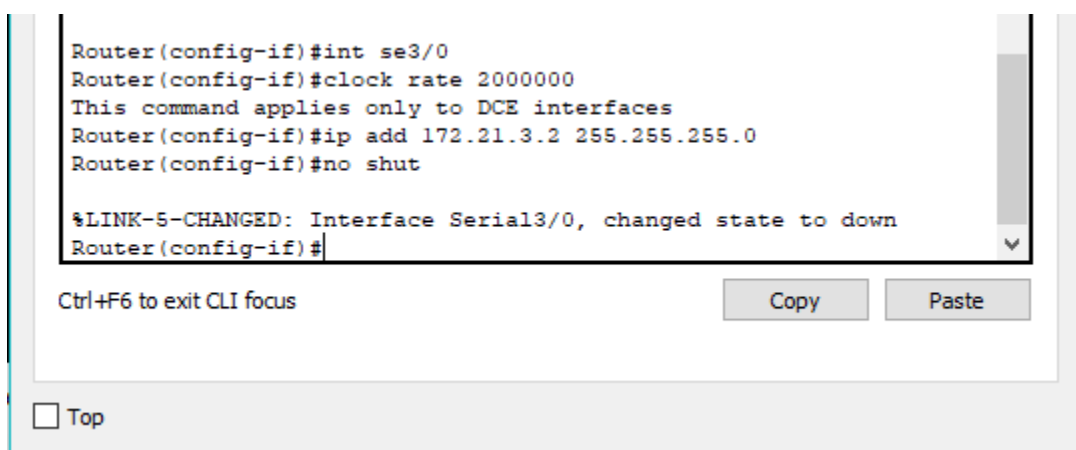 Router(config-if)#int se3/0
Router(config-if)#clock rate 2000000
This command applies only to DCE interfaces
Router(config-if)#ip add 172.21.3.2 255.255.255.0
Router(config-if)#no shut
%LINK-5-CHANGED: Interface Serial3/0, changed state to down
Router(config-if)#
Ctrl+F6 to exit CLI focus
Copy
Paste
Top